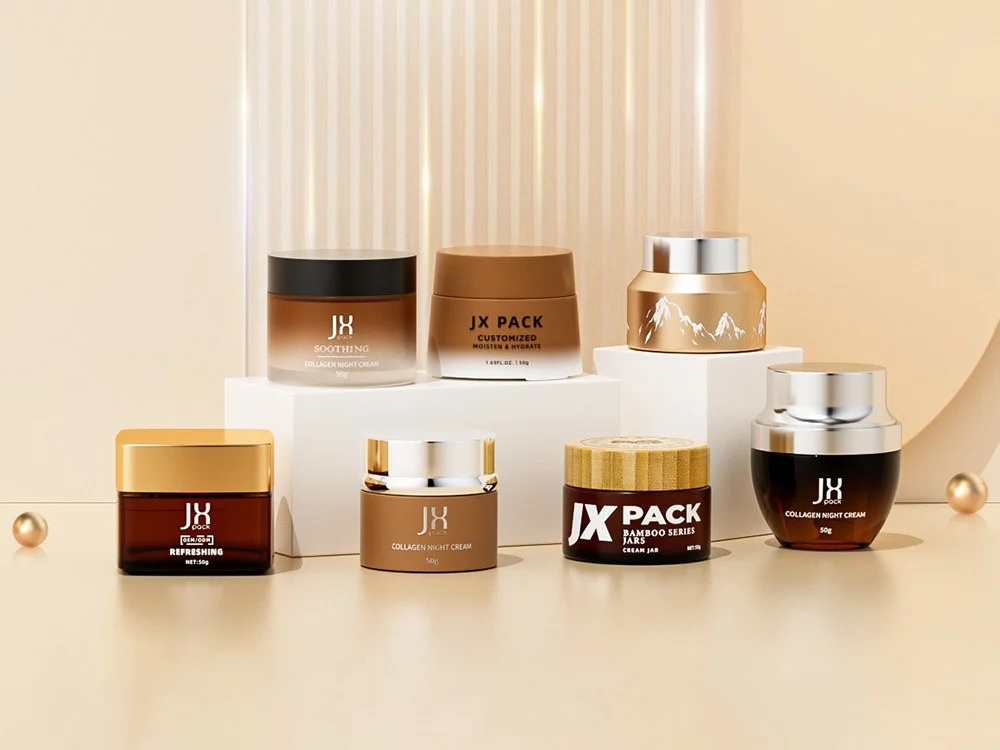 JX
pack
SOOTHING
COLLAGEN NIGHT CREAM
50g
JX PACK
CUSTOMIZED
MOISTEN & HYDRATE
1.69FL.OZ. | 50g
JX
pack
OEM/ODM
REFRESHING
NET:50g
JX
pack
COLLAGEN NIGHT CREAM
50g
JX PACK
BAMBOO SERIES
JARS
CREAM JAR
NET:50g
JX
pack
COLLAGEN NIGHT CREAM
50g